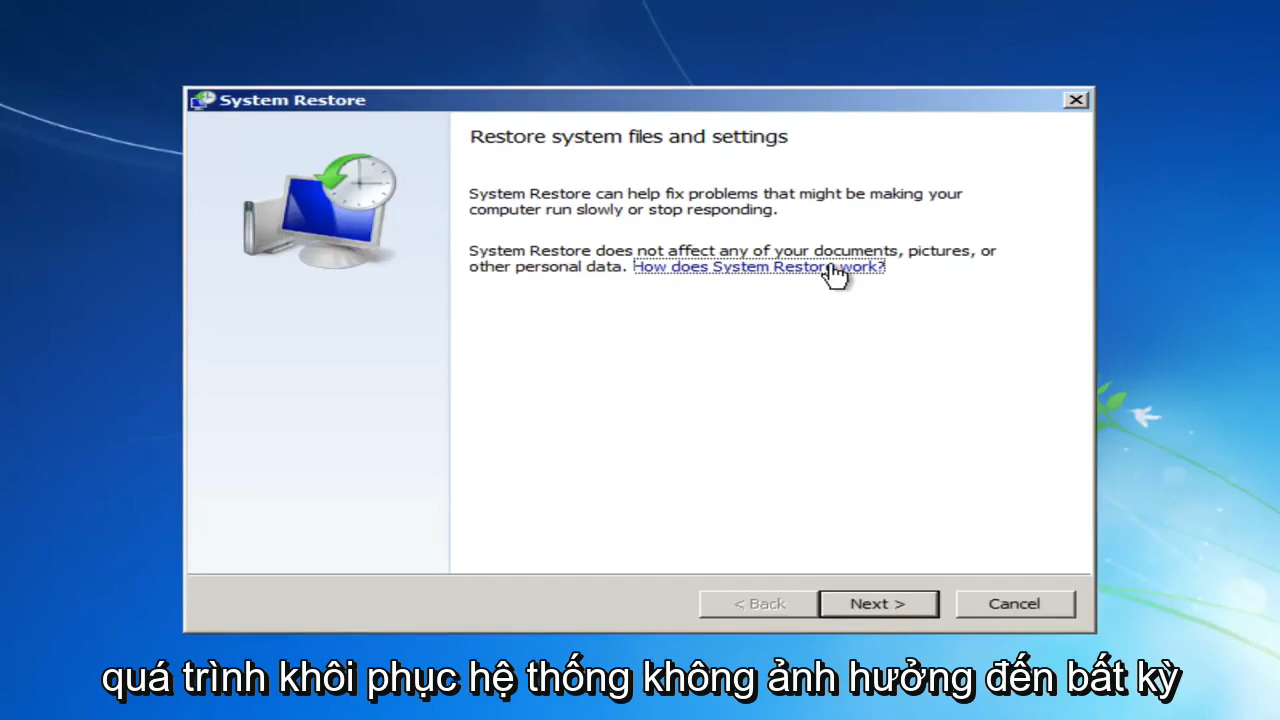 System Restore
Restore system files and settings
System Restore can help fix problems that might be making your
computer run slowly or stop responding.
System Restore does not affect any of your documents, pictures, or
other personal data. How does System Restore work?
< Back
Next >
Cancel
quá trình khôi phục hệ thống không ảnh hưởng đến bất kỳ